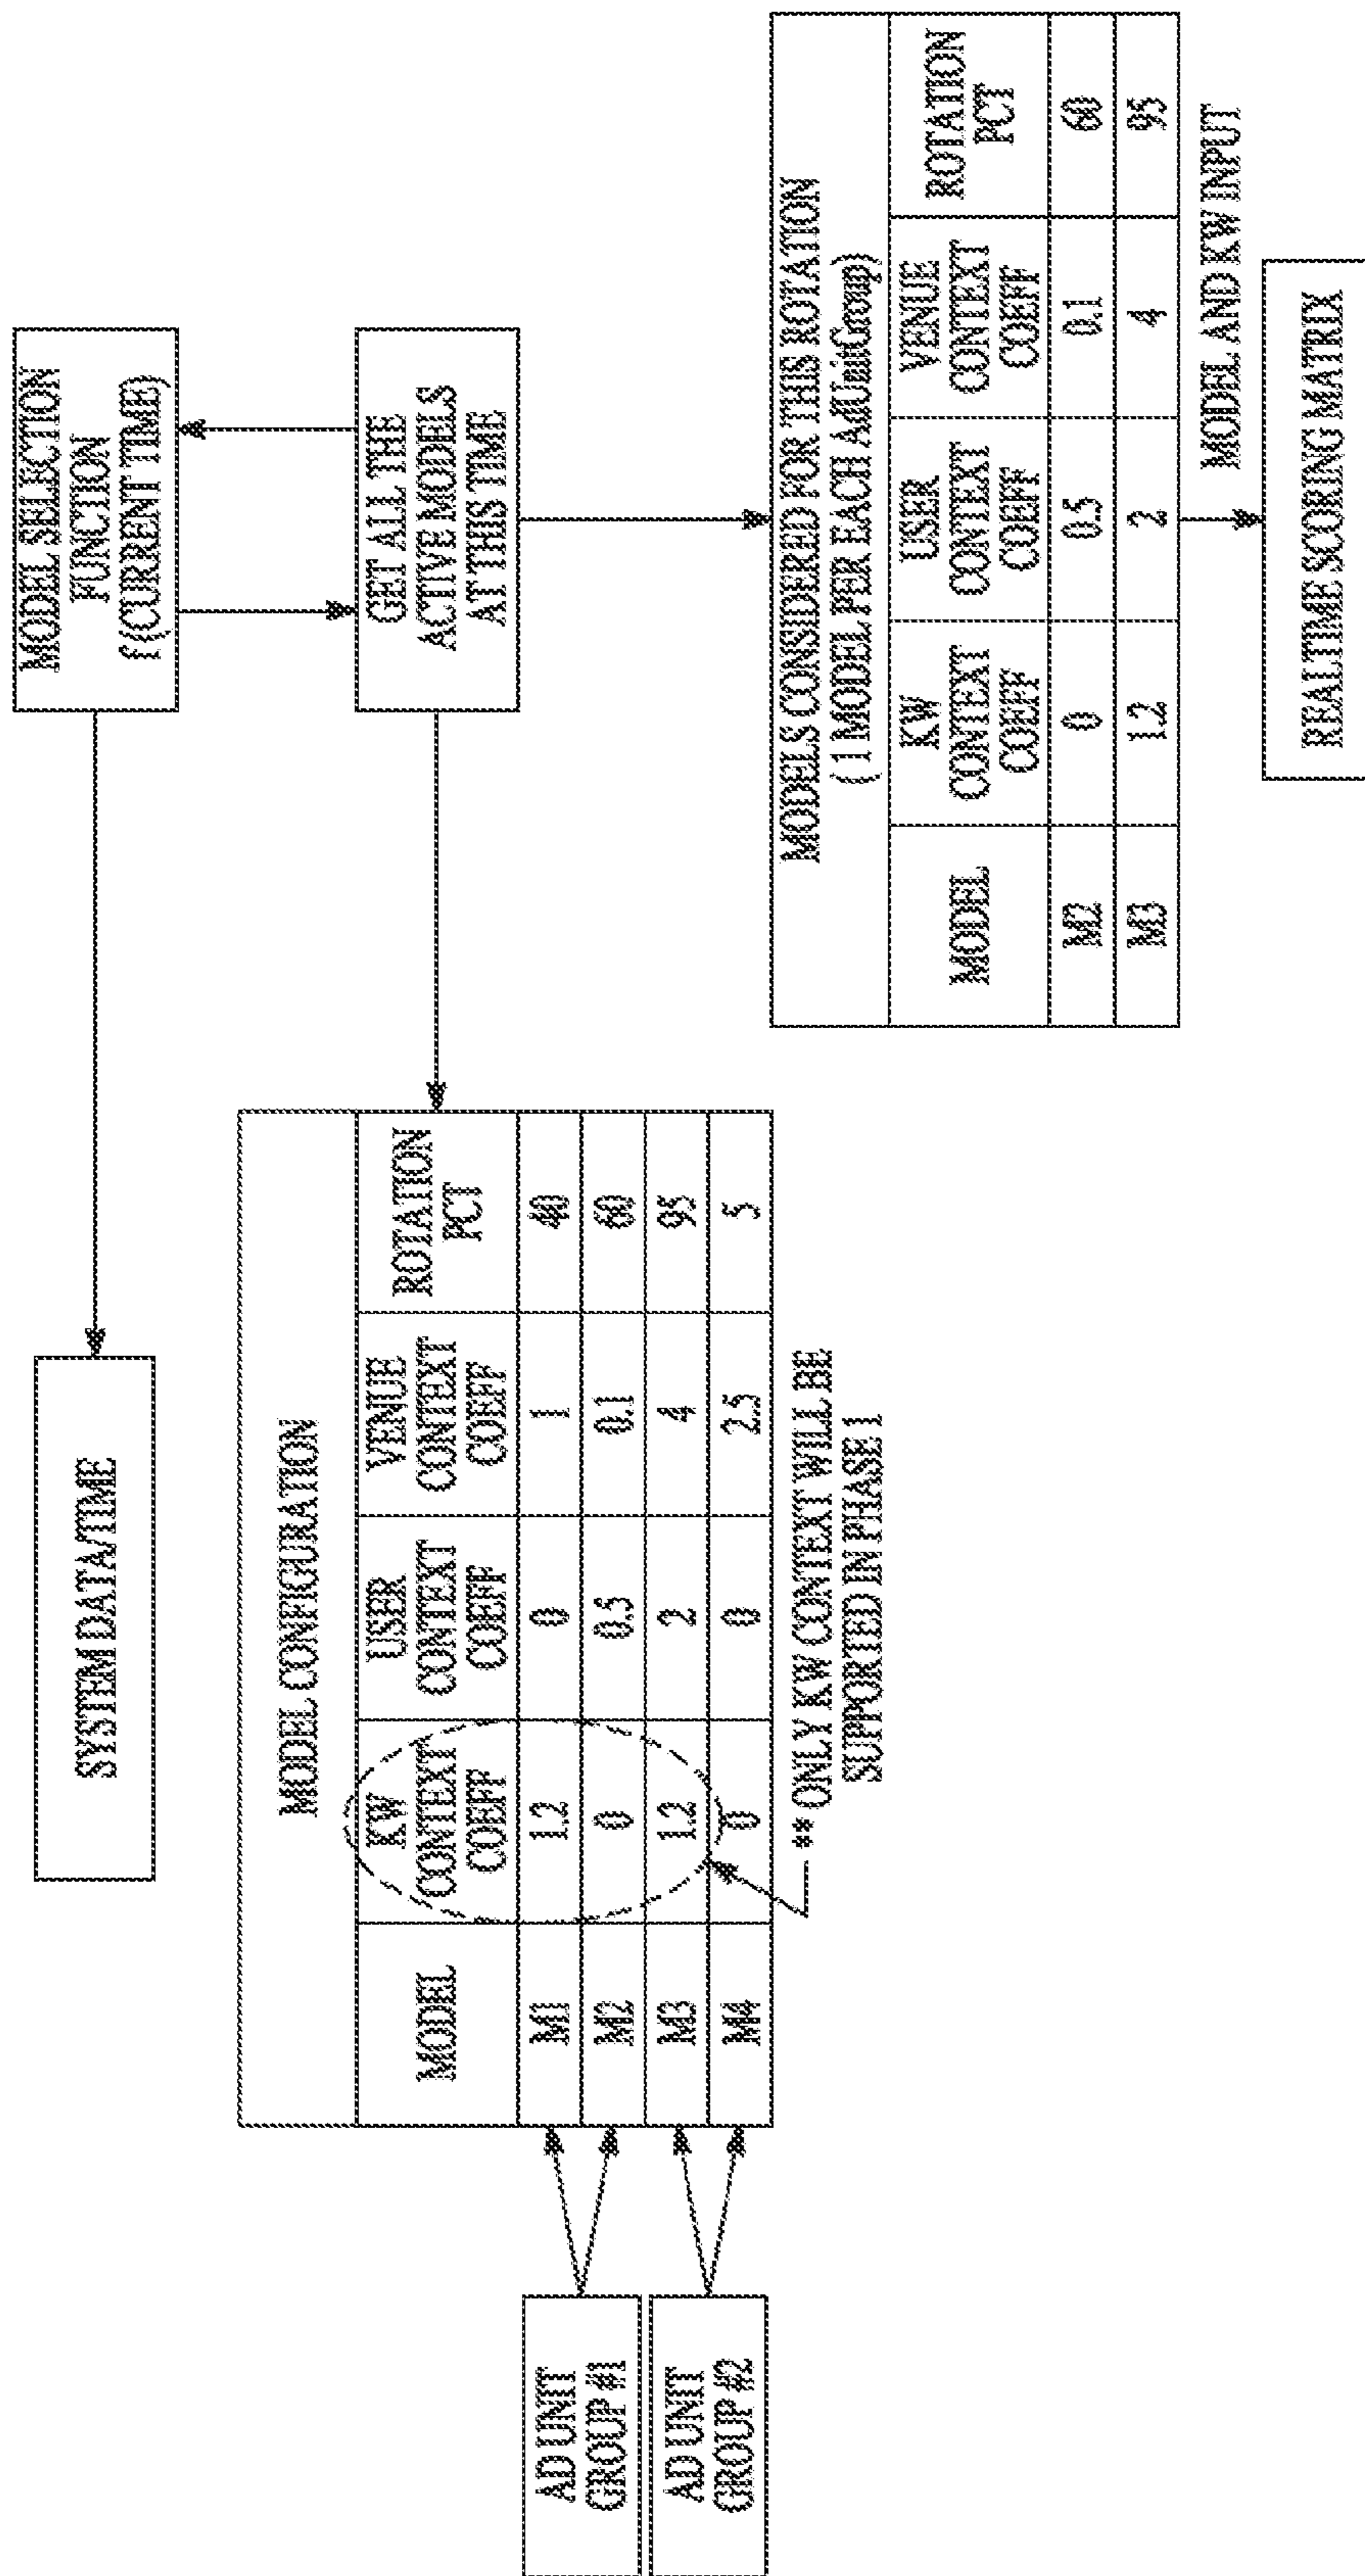 SYSTEM DATA/TIME
MODEL SELECTION
FUNCTION
f (CURRENT TIME)
GET ALL THE
ACTIVE MODELS
AT THIS TIME
AD UNIT
GROUP #1
AD UNIT
GROUP #2
MODEL CONFIGURATION
MODEL
KW
CONTEXT
COEFF
USER
CONTEXT
COEFF
VENUE
CONTEXT
COEFF
ROTATION
PCT
M1 1.2 0 1 40
M2 0 0.5 0.1 60
M3 1.2 2 4 95
M4 0 0 2.5 5
** ONLY KW CONTEXT WILL BE
SUPPORTED IN PHASE 1
MODELS CONSIDERED FOR THIS ROTATION
( 1 MODEL PER EACH AdUnitGroup)
MODEL
KW
CONTEXT
COEFF
USER
CONTEXT
COEFF
VENUE
CONTEXT
COEFF
ROTATION
PCT
M2 0 0.5 0.1 60
M3 1.2 2 4 95
MODEL AND KW INPUT
REALTIME SCORING MATRIX